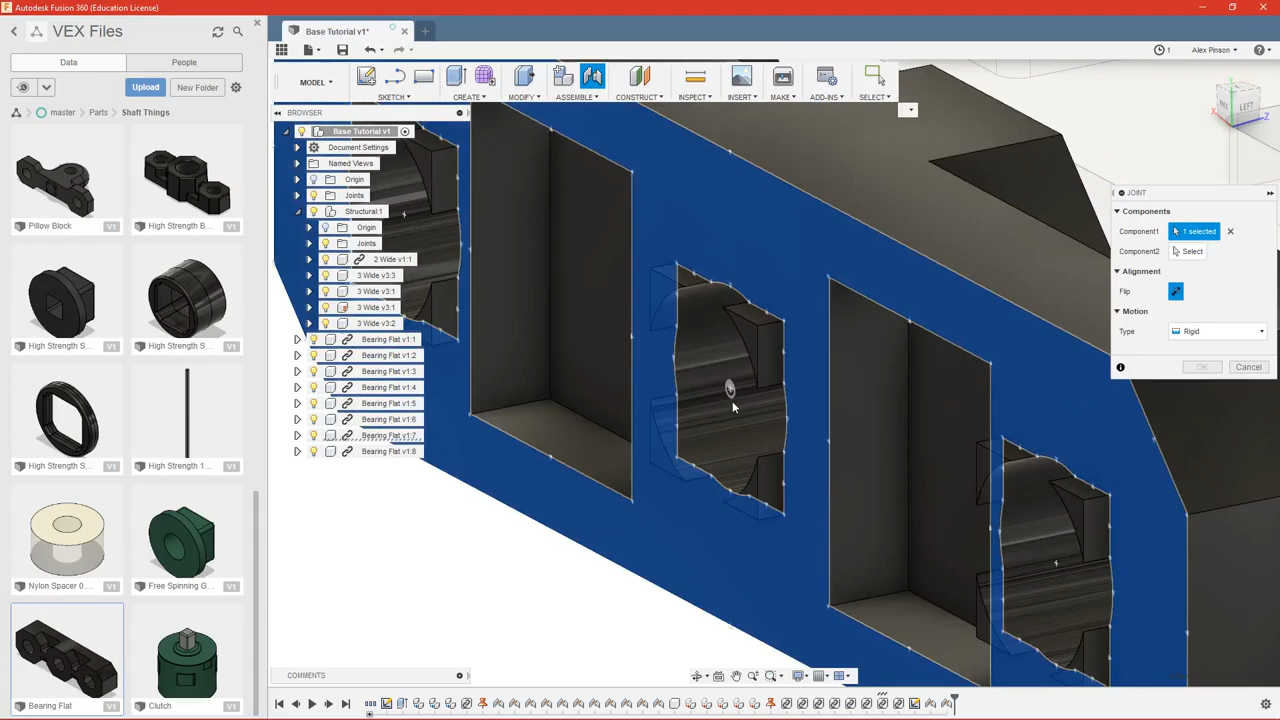 Autodesk Fusion 360 (Education License)
VEX Files
Data
People
Upload
New Folder
master
Parts
Shaft Things
Pillow Block
V1
High Strength B...
V1
High Strength S...
V1
High Strength S...
V1
High Strength S...
V1
High Strength 1...
V1
Nylon Spacer 0....
V1
Free Spinning G...
V1
Bearing Flat
V1
Clutch
V1
Base Tutorial v1*
1
Alex Pinson
MODEL
SKETCH
CREATE
MODIFY
ASSEMBLE
CONSTRUCT
INSPECT
INSERT
MAKE
ADD-INS
SELECT
BROWSER
Base Tutorial v1
Document Settings
Named Views
Origin
Joints
Structural:1
Origin
Joints
2 Wide v1:1
3 Wide v3:3
3 Wide v3:1
3 Wide v3:1
3 Wide v3:2
Bearing Flat v1:1
Bearing Flat v1:2
Bearing Flat v1:3
Bearing Flat v1:4
Bearing Flat v1:5
Bearing Flat v1:6
Bearing Flat v1:7
Bearing Flat v1:8
LEFT
X
Z
JOINT
Components
Component1
1 selected
Component2
Select
Alignment
Flip
Motion
Type
Rigid
OK
Cancel
COMMENTS